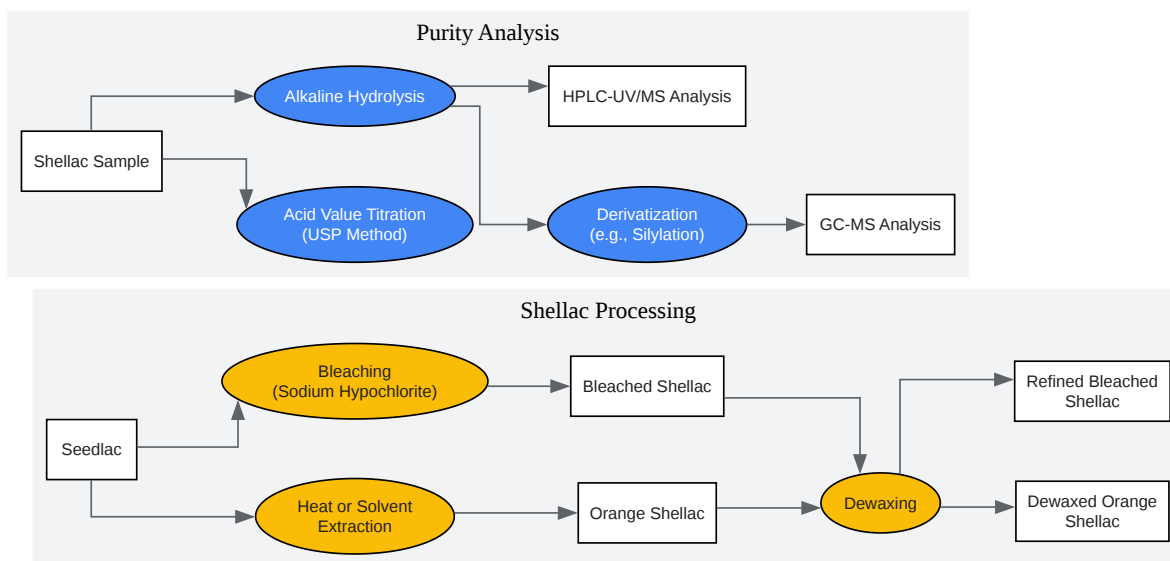 Purity Analysis
Alkaline Hydrolysis
HPLC-UV/MS Analysis
Shellac Sample
Acid Value Titration
(USP Method)
Derivatization
(e.g., Silylation)
GC-MS Analysis
Shellac Processing
Bleaching
(Sodium Hypochlorite)
Bleached Shellac
Refined Bleached
Shellac
Seedlac
Heat or Solvent
Extraction
Orange Shellac
Dewaxing
Dewaxed Orange
Shellac